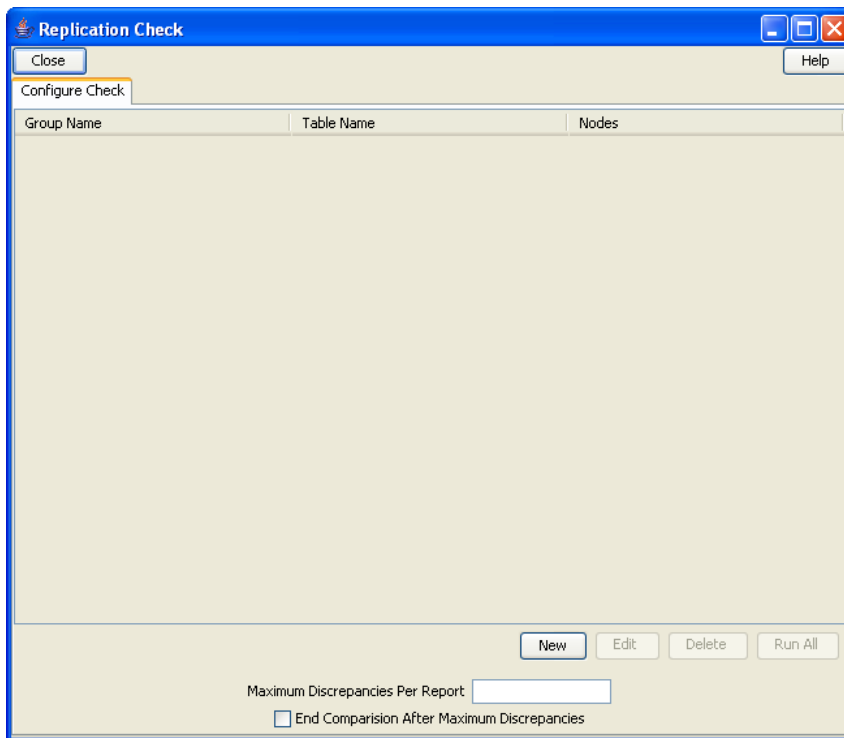 Replication Check
Close Help
Configure Check
Group Name Table Name Nodes
New Edit Delete Run All
Maximum Discrepancies Per Report
End Comparision After Maximum Discrepancies